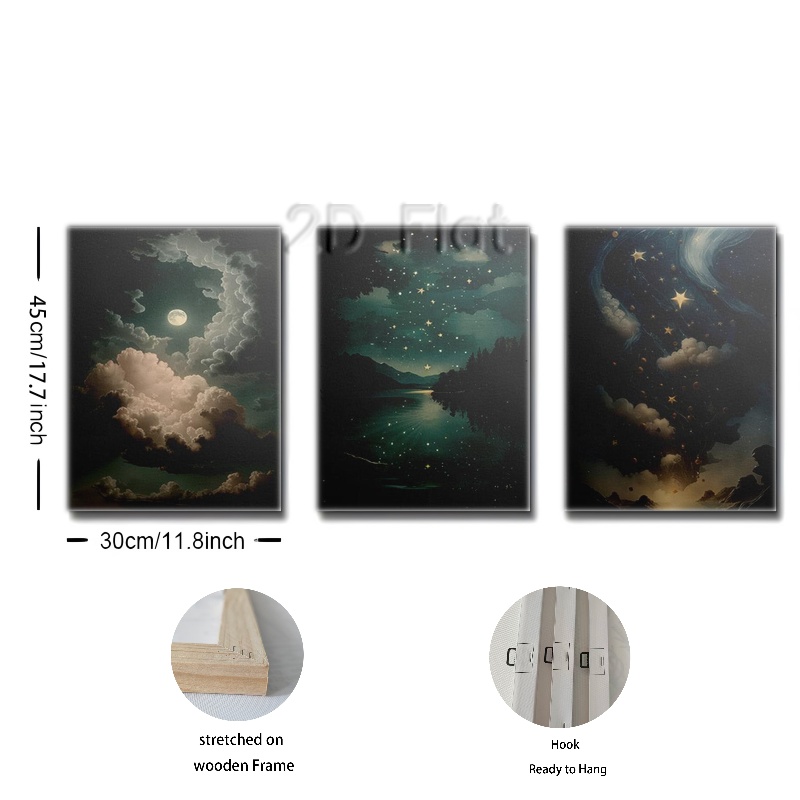 2D Flat
45cm/17.7inch
30cm/11.8inch
stretched on
wooden Frame
Hook
Ready to Hang